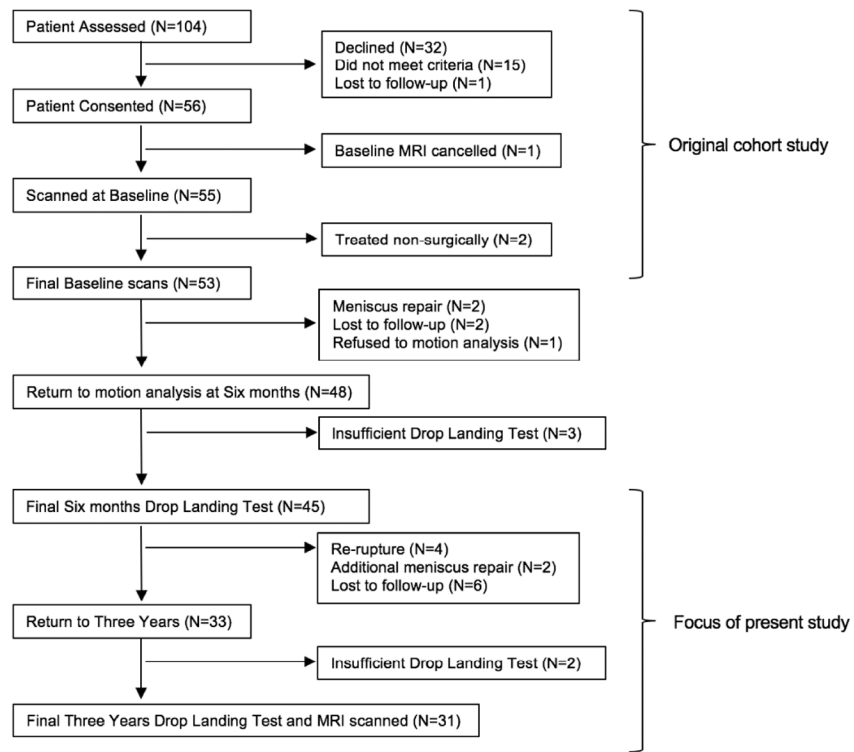 Patient Assessed (N=104)
Declined (N=32)
Did not meet criteria (N=15)
Lost to follow-up (N=1)
Patient Consented (N=56)
Original cohort study
Baseline MRI cancelled (N=1)
Scanned at Baseline (N=55)
Treated non-surgically (N=2)
Final Baseline scans (N=53)
Meniscus repair (N=2)
Lost to follow-up (N=2)
Refused to motion analysis (N=1)
Return to motion analysis at Six months (N=48)
Insufficient Drop Landing Test (N=3)
Final Six months Drop Landing Test (N=45)
Re-rupture (N=4)
Additional meniscus repair (N=2)
Lost to follow-up (N=6)
Return to Three Years (N=33)
Focus of present study
Insufficient Drop Landing Test (N=2)
Final Three Years Drop Landing Test and MRI scanned (N=31)